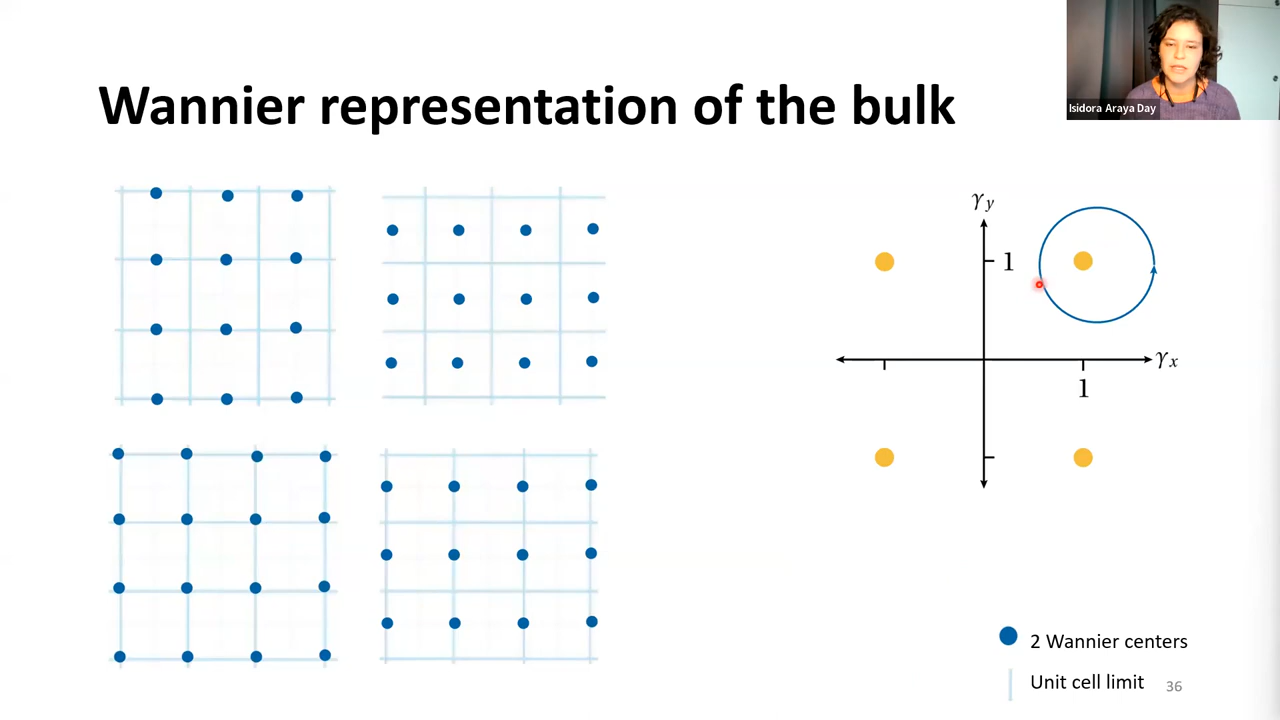 Wannier representation of the bulk
Isidora Araya Day
γy
1
γx
1
2 Wannier centers
Unit cell limit
36